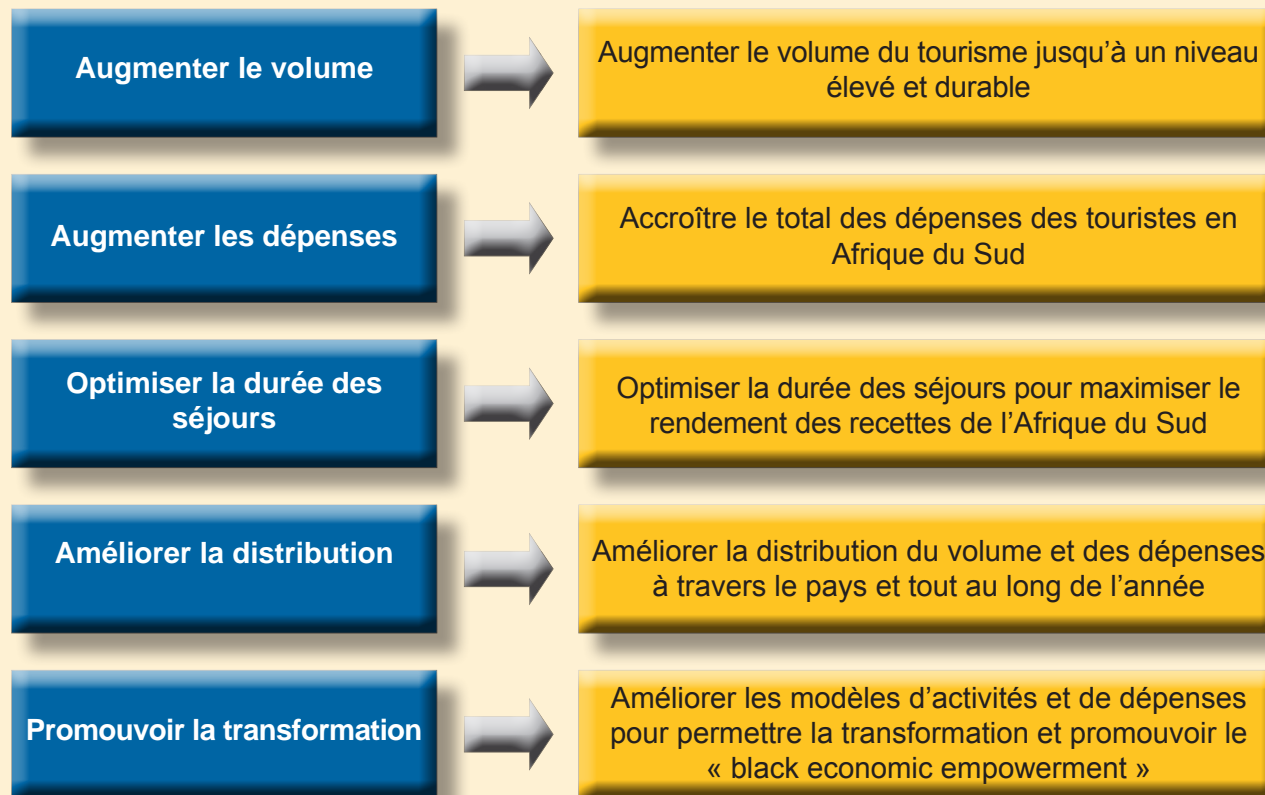 Augmenter le volume
Augmenter le volume du tourisme jusqu’à un niveau
élevé et durable
Augmenter les dépenses
Accroître le total des dépenses des touristes en
Afrique du Sud
Optimiser la durée des
séjours
Optimiser la durée des séjours pour maximiser le
rendement des recettes de l’Afrique du Sud
Améliorer la distribution
Améliorer la distribution du volume et des dépenses
à travers le pays et tout au long de l’année
Promouvoir la transformation
Améliorer les modèles d’activités et de dépenses
pour permettre la transformation et promouvoir le
« black economic empowerment »